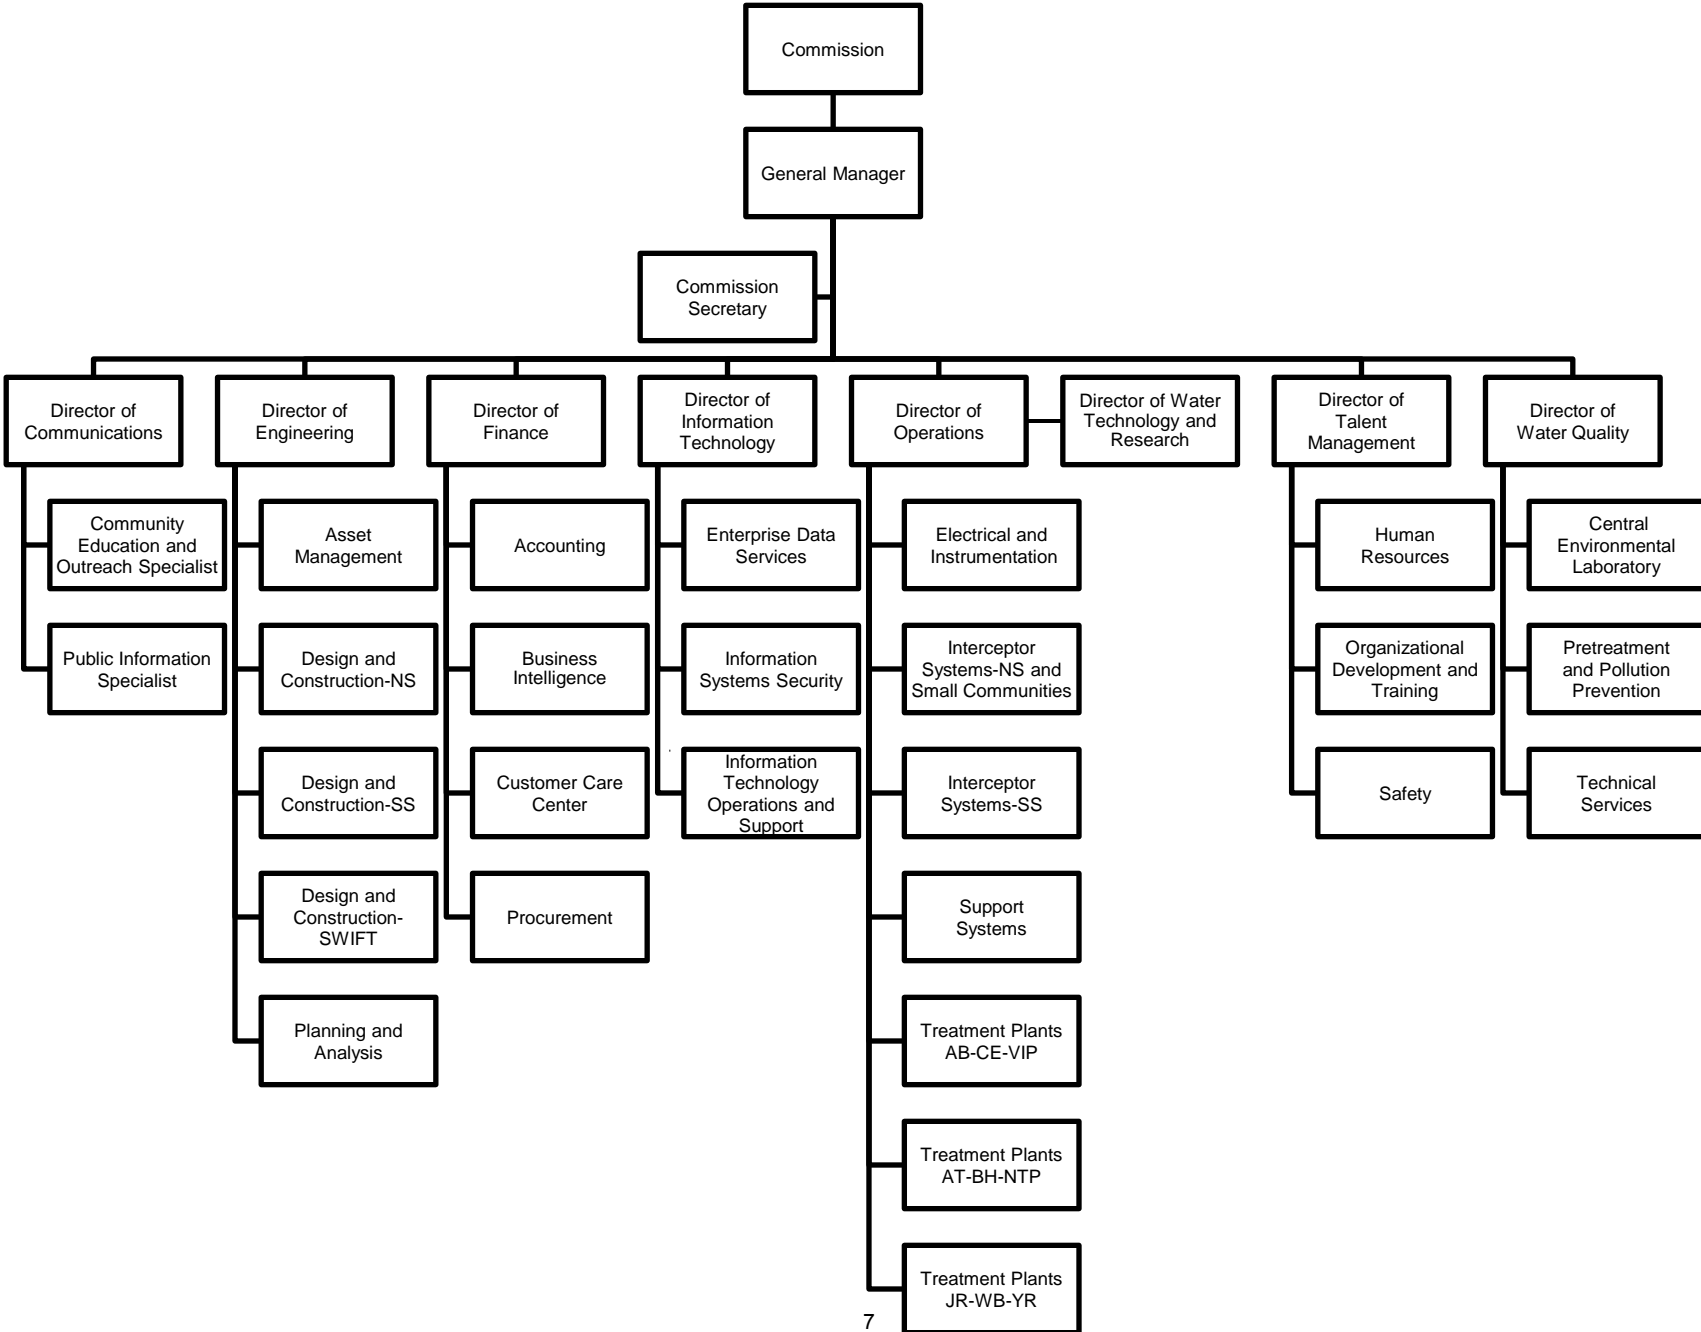 Commission
General Manager
Commission
Secretary
Director of
Communications
Director of
Engineering
Director of
Finance
Director of
Information
Technology
Director of
Operations
Director of Water
Technology and
Research
Director of
Talent
Management
Director of
Water Quality
Community
Education and
Outreach Specialist
Public Information
Specialist
Asset
Management
Design and
Construction-NS
Design and
Construction-SS
Design and
Construction-
SWIFT
Planning and
Analysis
Accounting
Business
Intelligence
Customer Care
Center
Procurement
Enterprise Data
Services
Information
Systems Security
Information
Technology
Operations and
Support
Electrical and
Instrumentation
Interceptor
Systems-NS and
Small Communities
Interceptor
Systems-SS
Support
Systems
Treatment Plants
AB-CE-VIP
Treatment Plants
AT-BH-NTP
Treatment Plants
JR-WB-YR
Human
Resources
Organizational
Development and
Training
Safety
Central
Environmental
Laboratory
Pretreatment
and Pollution
Prevention
Technical
Services
7